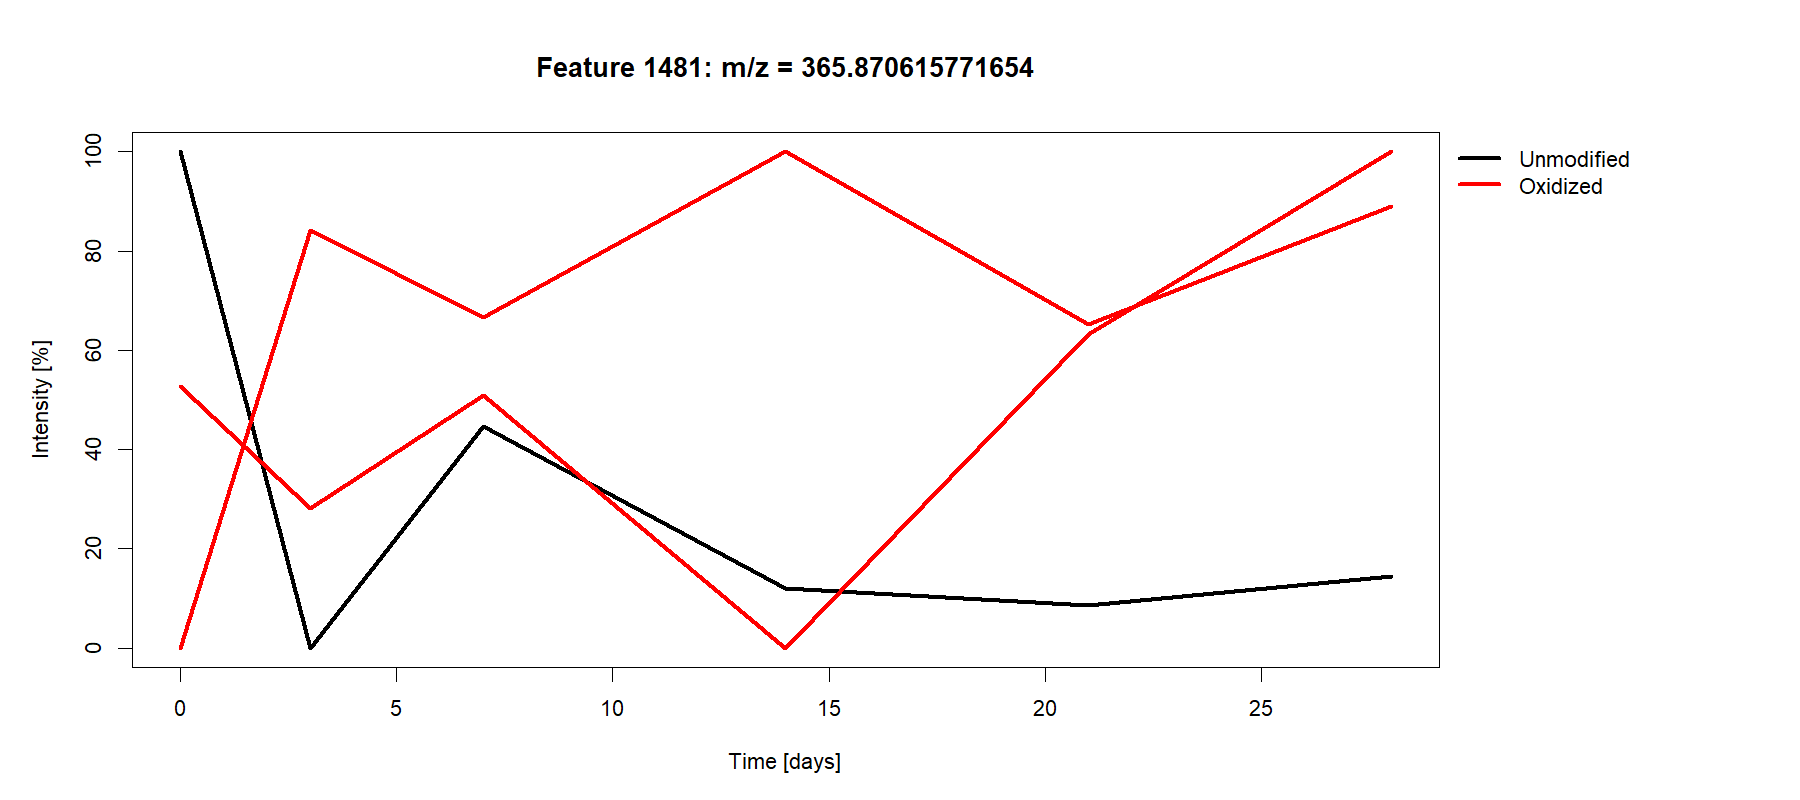 Feature 1481: m/z = 365.870615771654
Unmodified
Oxidized
Intensity [%]
100
80
60
40
20
0
0 5 10 15 20 25
Time [days]